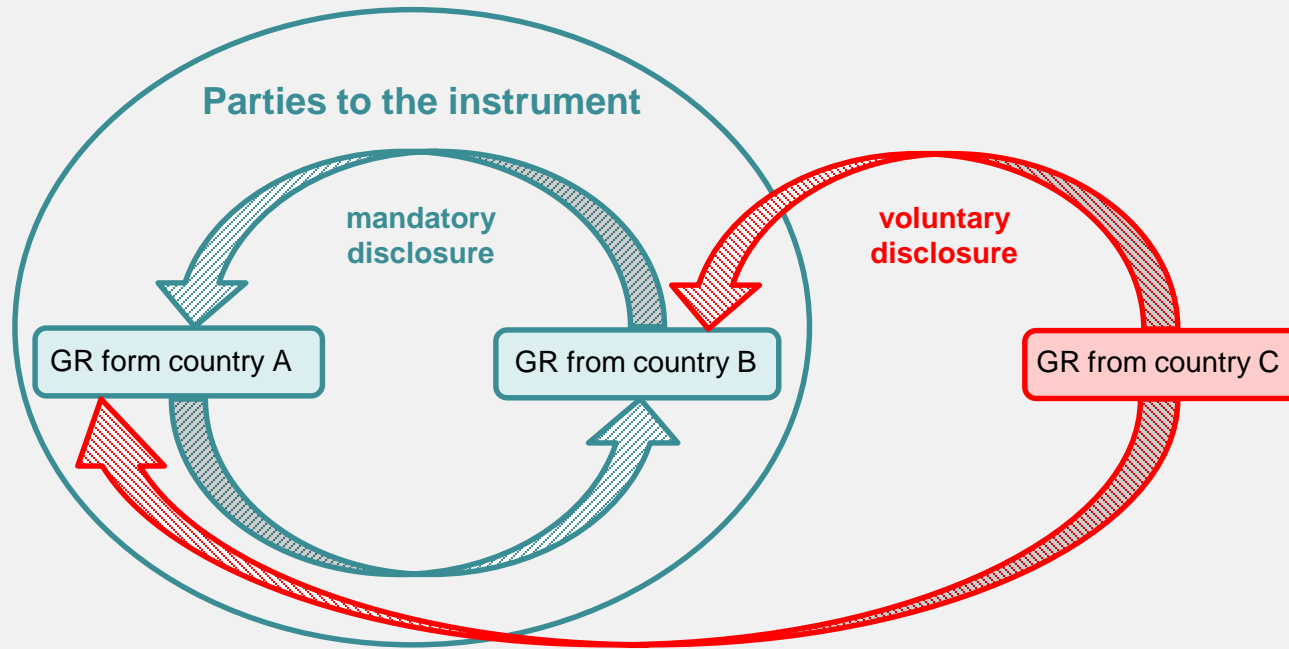 Parties to the instrument
mandatory
disclosure
voluntary
disclosure
GR form country A
GR from country B
GR from country C